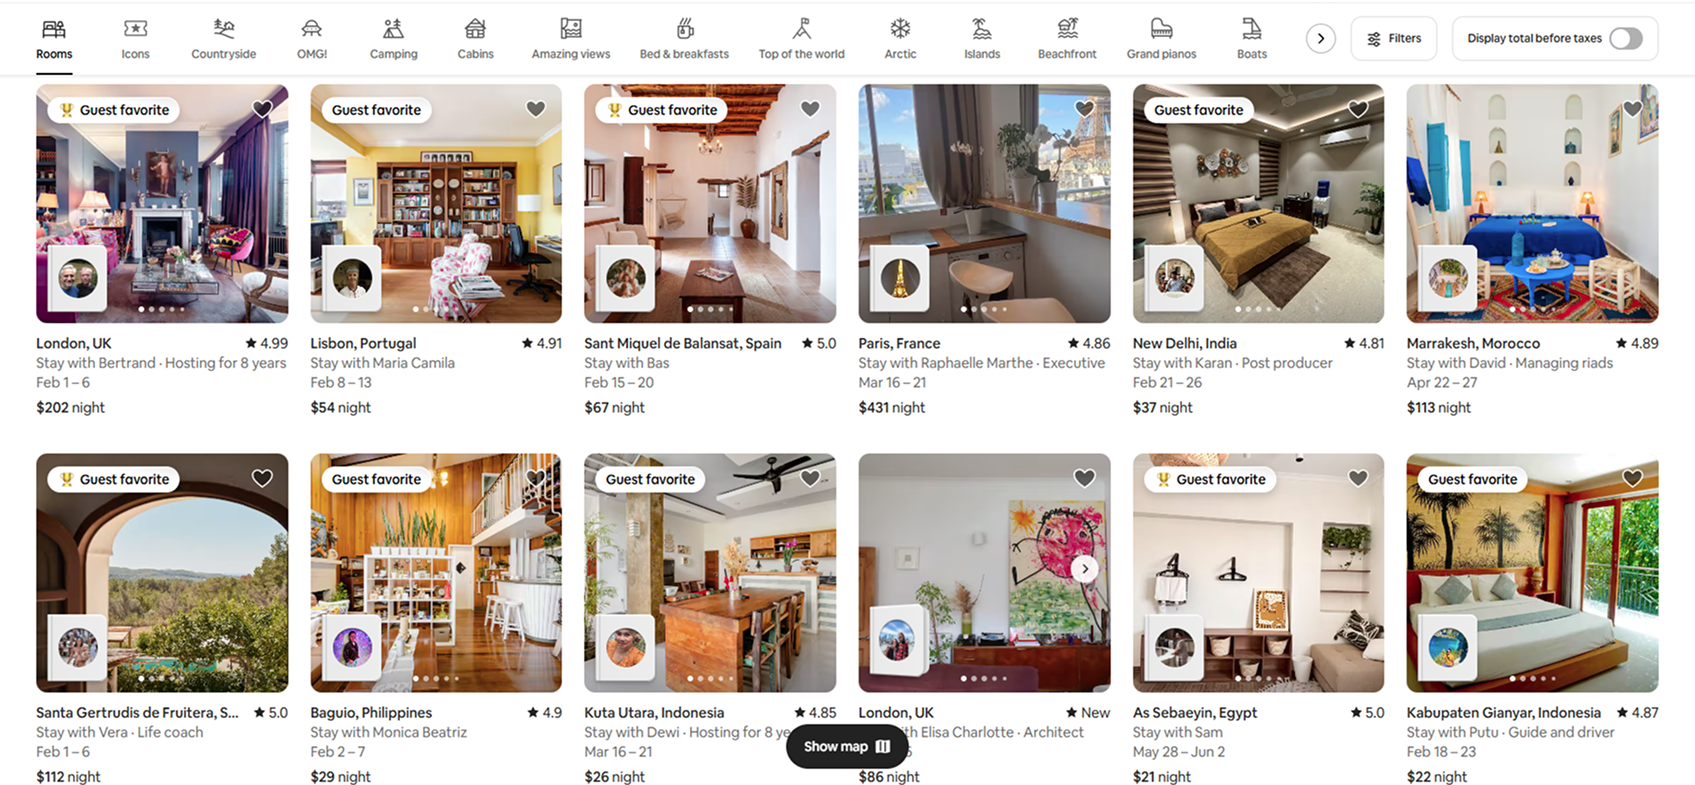 Rooms
Icons
Countryside
OMG!
Camping
Cabins
Amazing views
Bed & breakfasts
Top of the world
Arctic
Islands
Beachfront
Grand pianos
Boats
Filters
Display total before taxes
Guest favorite
London, UK
4.99
Stay with Bertrand · Hosting for 8 years
Feb 1 – 6
$202 night
Guest favorite
Lisbon, Portugal
4.91
Stay with Maria Camila
Feb 8 – 13
$54 night
Guest favorite
Sant Miquel de Balansat, Spain
5.0
Stay with Bas
Feb 15 – 20
$67 night
Paris, France
4.86
Stay with Raphaelle Marthe · Executive
Mar 16 – 21
$431 night
Guest favorite
New Delhi, India
4.81
Stay with Karan · Post producer
Feb 21 – 26
$37 night
Marrakesh, Morocco
4.89
Stay with David · Managing riads
Apr 22 – 27
$113 night
Guest favorite
Santa Gertrudis de Fruitera, S...
5.0
Stay with Vera · Life coach
Feb 1 – 6
$112 night
Guest favorite
Baguio, Philippines
4.9
Stay with Monica Beatriz
Feb 2 – 7
$29 night
Guest favorite
Kuta Utara, Indonesia
4.85
Stay with Dewi · Hosting for 8 ye
Mar 16 – 21
$26 night
London, UK
New
Elisa Charlotte · Architect
$86 night
Guest favorite
As Sebaeyin, Egypt
5.0
Stay with Sam
May 28 – Jun 2
$21 night
Guest favorite
Kabupaten Gianyar, Indonesia
4.87
Stay with Putu · Guide and driver
Feb 18 – 23
$22 night
Show map